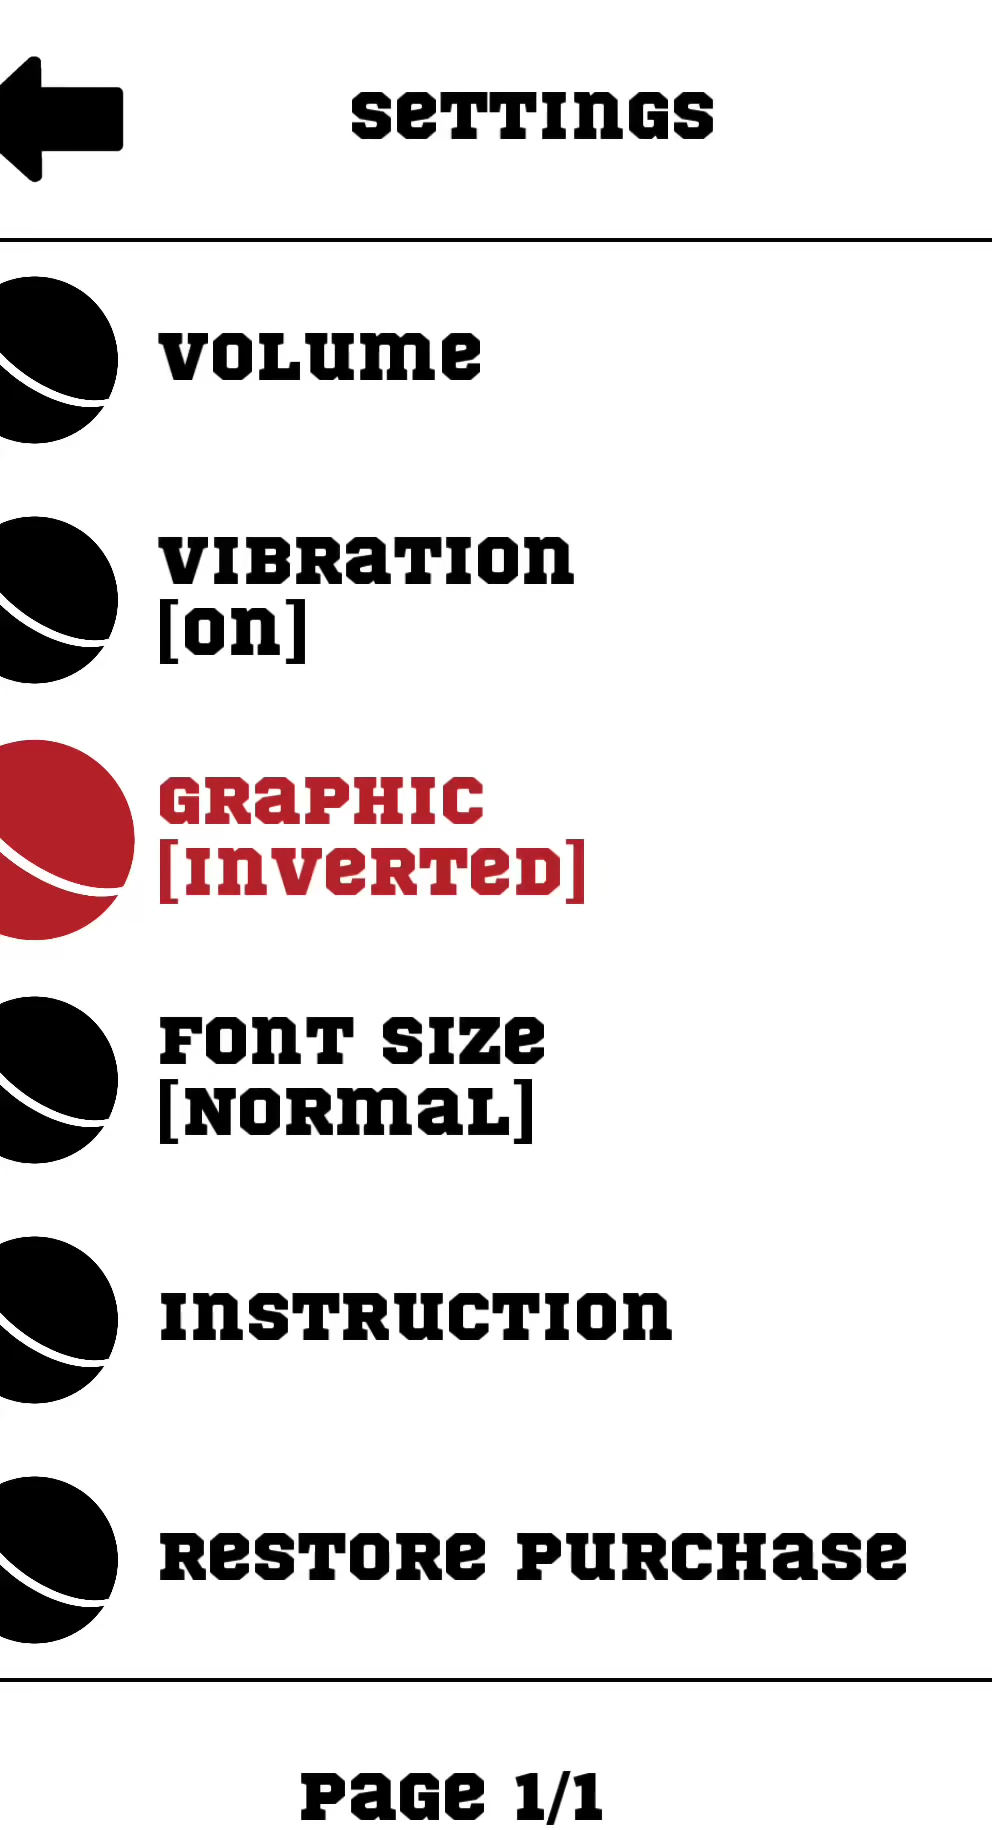 Settings
Volume
Vibration
[on]
Graphic
[Inverted]
Font Size
[Normal]
Instruction
Restore Purchase
Page 1/1